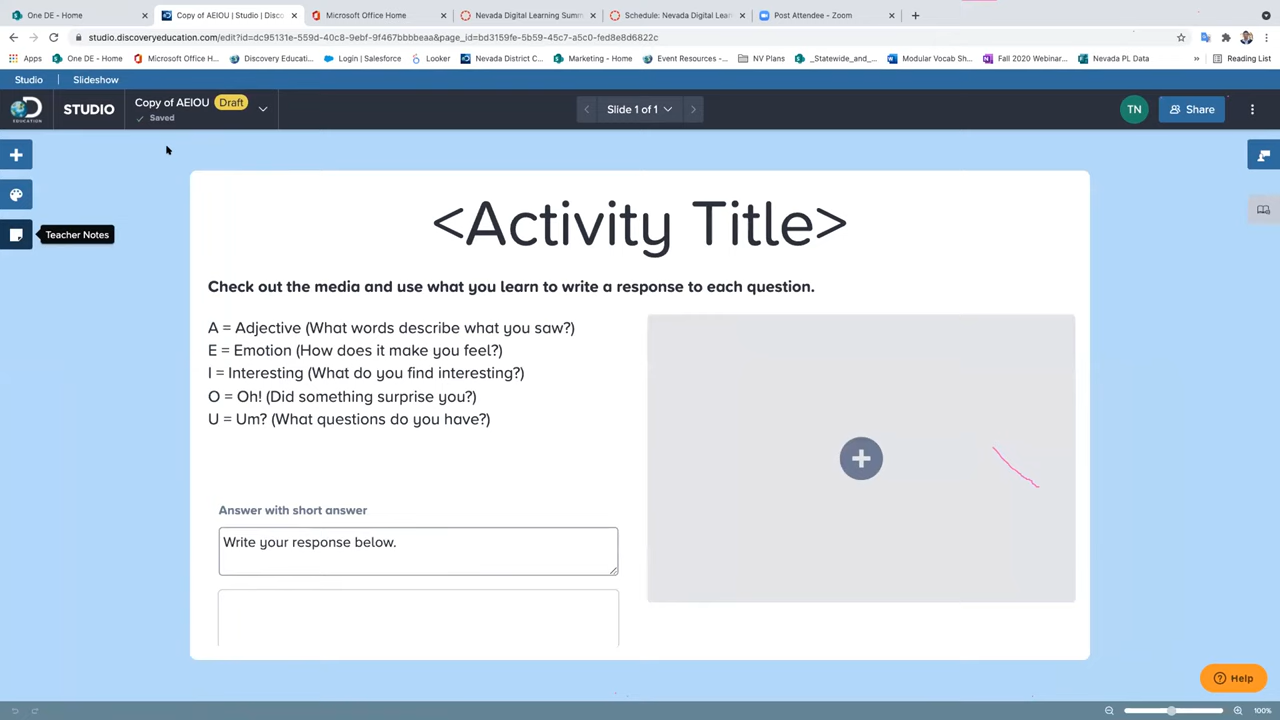 One DE - Home
Copy of AEIOU | Studio | Disco
Microsoft Office Home
Nevada Digital Learning Summ
Schedule: Nevada Digital Lear
Post Attendee - Zoom
studio.discoveryeducation.com/edit?id=dc95131e-559d-40c8-9ebf-9f467bbbbeaa&page_id=bd3159fe-5b59-45c7-a5c0-fed8e8d6822c
Apps
One DE - Home
Microsoft Office H...
Discovery Educati...
Login | Salesforce
Looker
Nevada District C...
Marketing - Home
Event Resources -...
NV Plans
_Statewide_and_...
Modular Vocab Sh...
Fall 2020 Webinar...
Nevada PL Data
»
Reading List
Studio
Slideshow
EDUCATION
STUDIO
Copy of AEIOU
Draft
Saved
Slide 1 of 1
TN
Share
Teacher Notes
<Activity Title>
Check out the media and use what you learn to write a response to each question.
A = Adjective (What words describe what you saw?)
E = Emotion (How does it make you feel?)
I = Interesting (What do you find interesting?)
O = Oh! (Did something surprise you?)
U = Um? (What questions do you have?)
Answer with short answer
Write your response below.
Help
100%